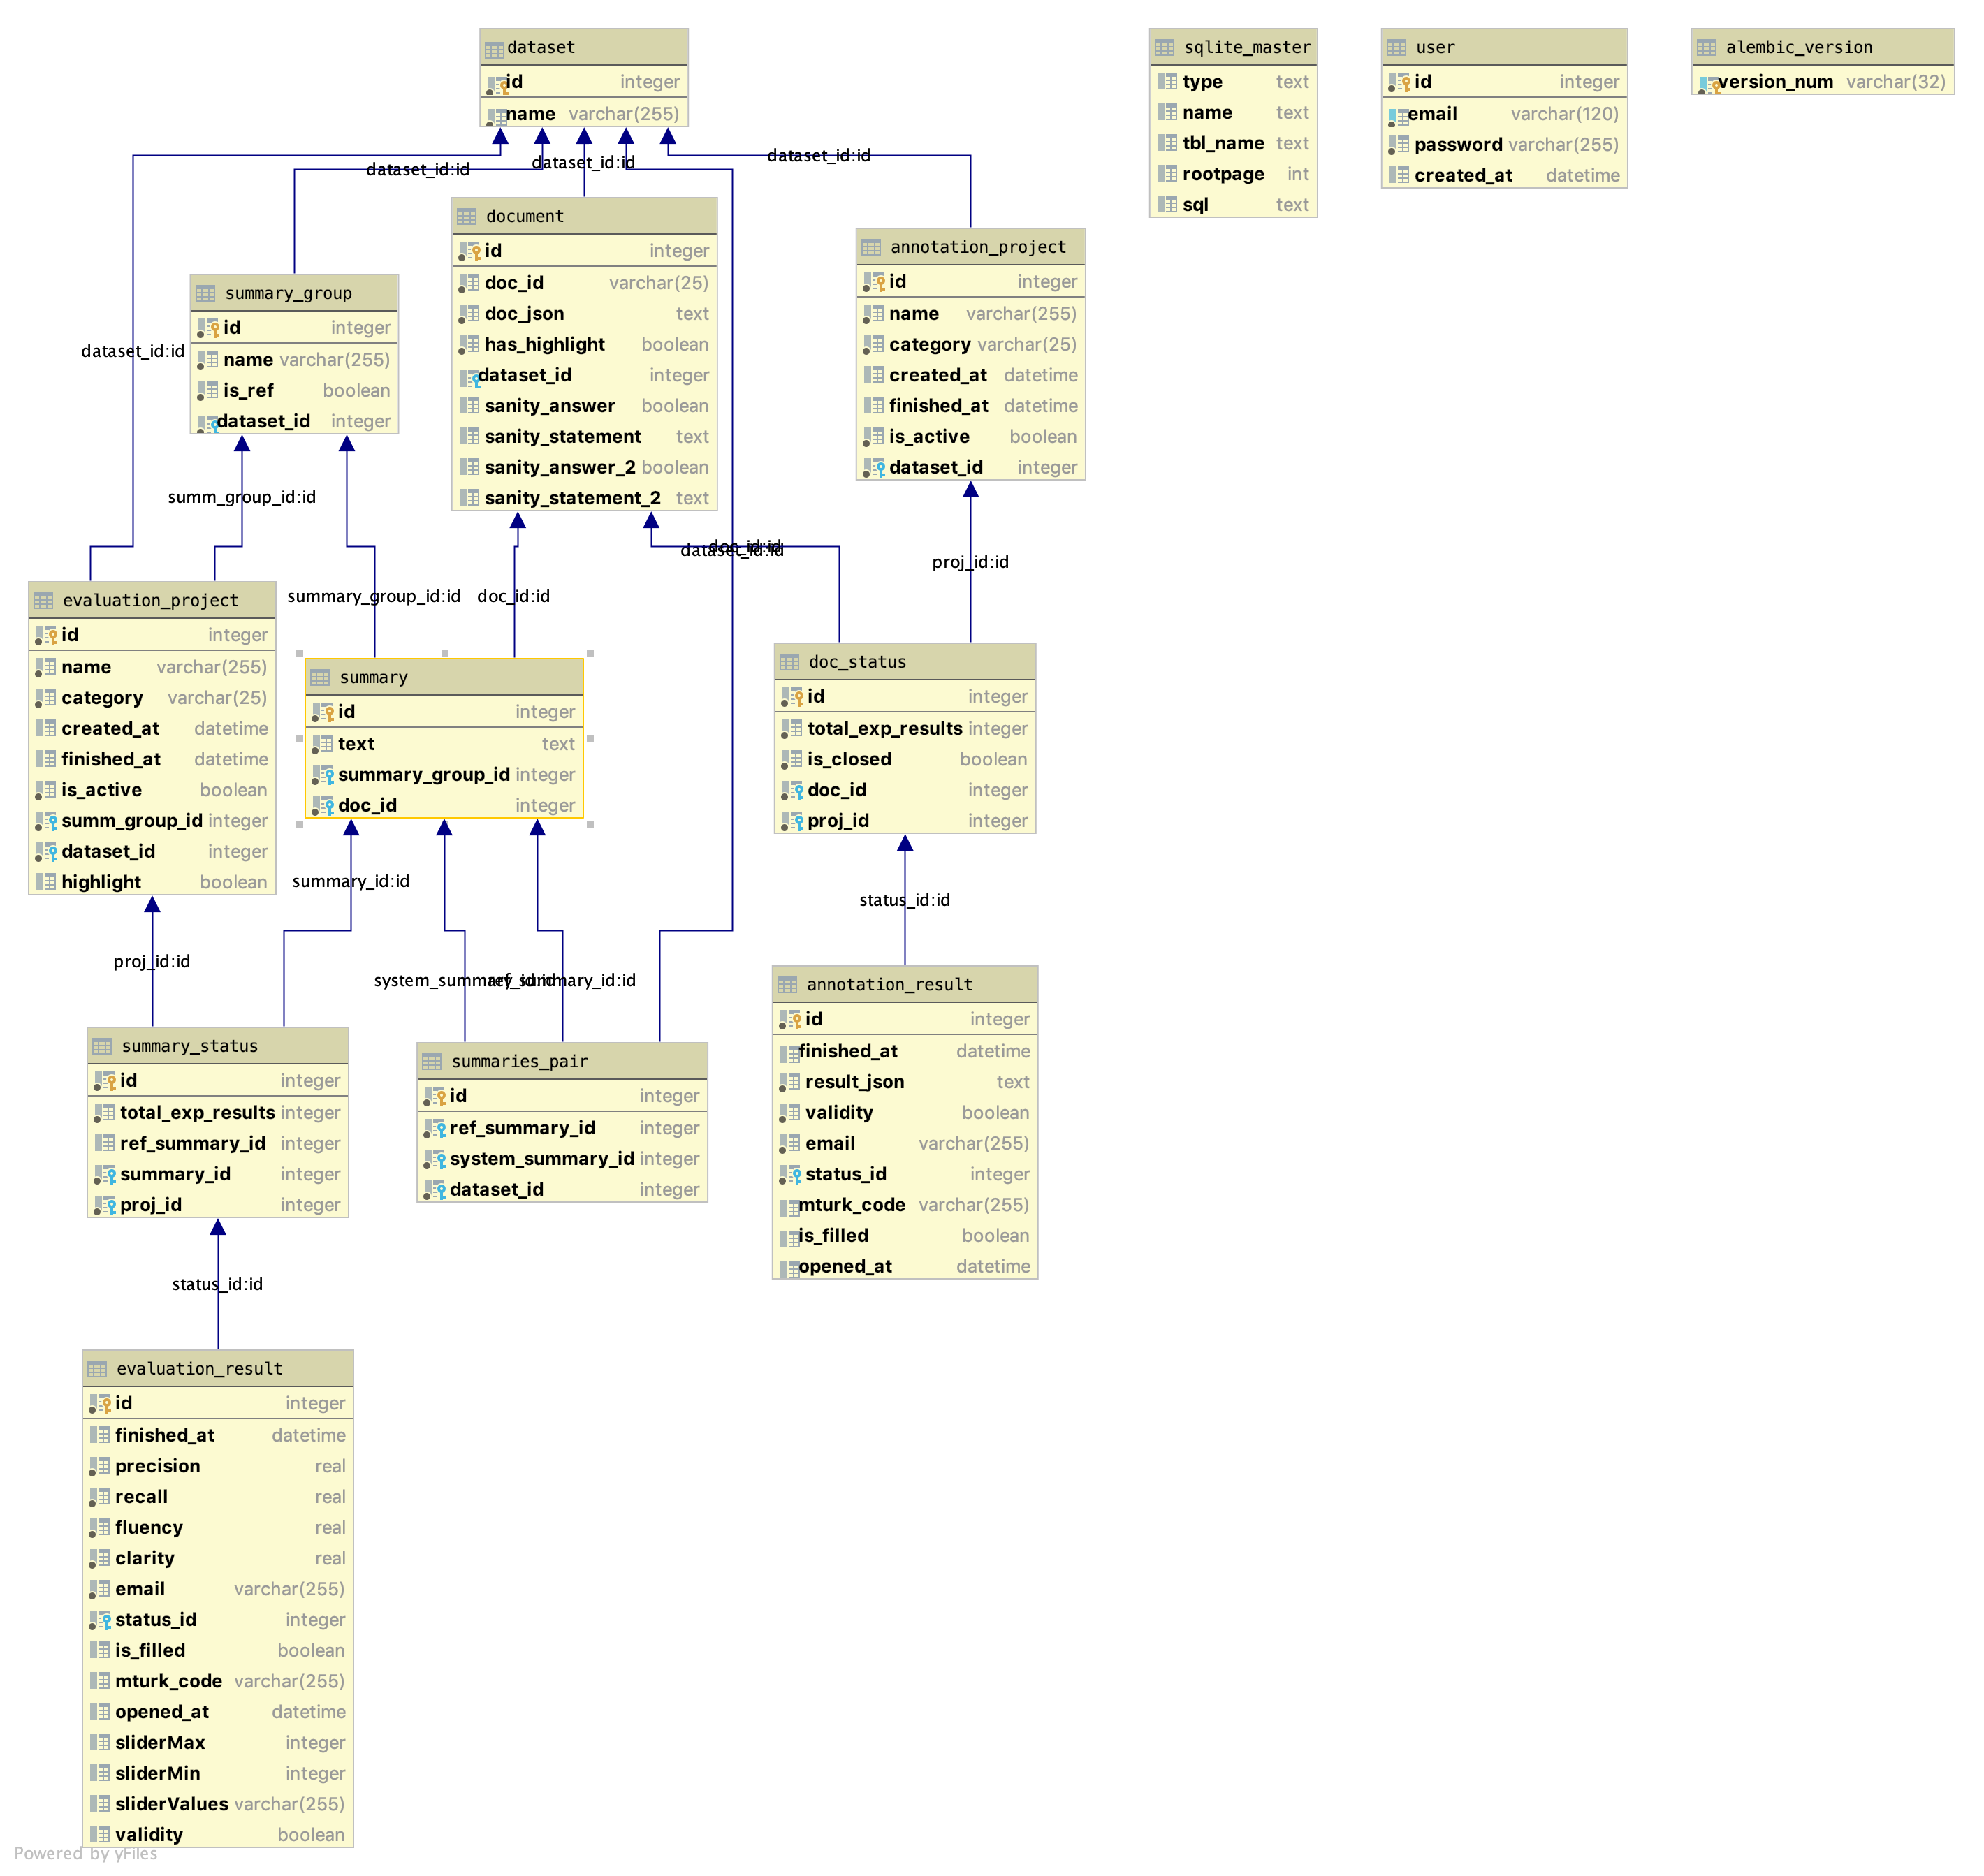 dataset
id integer
name varchar(255)
sqlite_master
type text
name text
tbl_name text
rootpage int
sql text
user
id integer
email varchar(120)
password varchar(255)
created_at datetime
alembic_version
version_num varchar(32)
dataset_id:id
dataset_id:id
dataset_id:id
dataset_id:id
document
id integer
doc_id varchar(25)
doc_json text
has_highlight boolean
dataset_id integer
sanity_answer boolean
sanity_statement text
sanity_answer_2 boolean
sanity_statement_2 text
annotation_project
id integer
name varchar(255)
category varchar(25)
created_at datetime
finished_at datetime
is_active boolean
dataset_id integer
summary_group
id integer
name varchar(255)
is_ref boolean
dataset_id integer
summ_group_id:id
dataset_id:id
doc_id:id
proj_id:id
summary_group_id:id
doc_id:id
evaluation_project
id integer
name varchar(255)
category varchar(25)
created_at datetime
finished_at datetime
is_active boolean
summ_group_id integer
dataset_id integer
highlight boolean
summary
id integer
text text
summary_group_id integer
doc_id integer
doc_status
id integer
total_exp_results integer
is_closed boolean
doc_id integer
proj_id integer
summary_id:id
status_id:id
proj_id:id
system_summary_id:id
ref_summary_id:id
summary_status
id integer
total_exp_results integer
ref_summary_id integer
summary_id integer
proj_id integer
summaries_pair
id integer
ref_summary_id integer
system_summary_id integer
dataset_id integer
annotation_result
id integer
finished_at datetime
result_json text
validity boolean
email varchar(255)
status_id integer
mturk_code varchar(255)
is_filled boolean
opened_at datetime
status_id:id
evaluation_result
id integer
finished_at datetime
precision real
recall real
fluency real
clarity real
email varchar(255)
status_id integer
is_filled boolean
mturk_code varchar(255)
opened_at datetime
sliderMax integer
sliderMin integer
sliderValues varchar(255)
validity boolean
Powered by yFiles